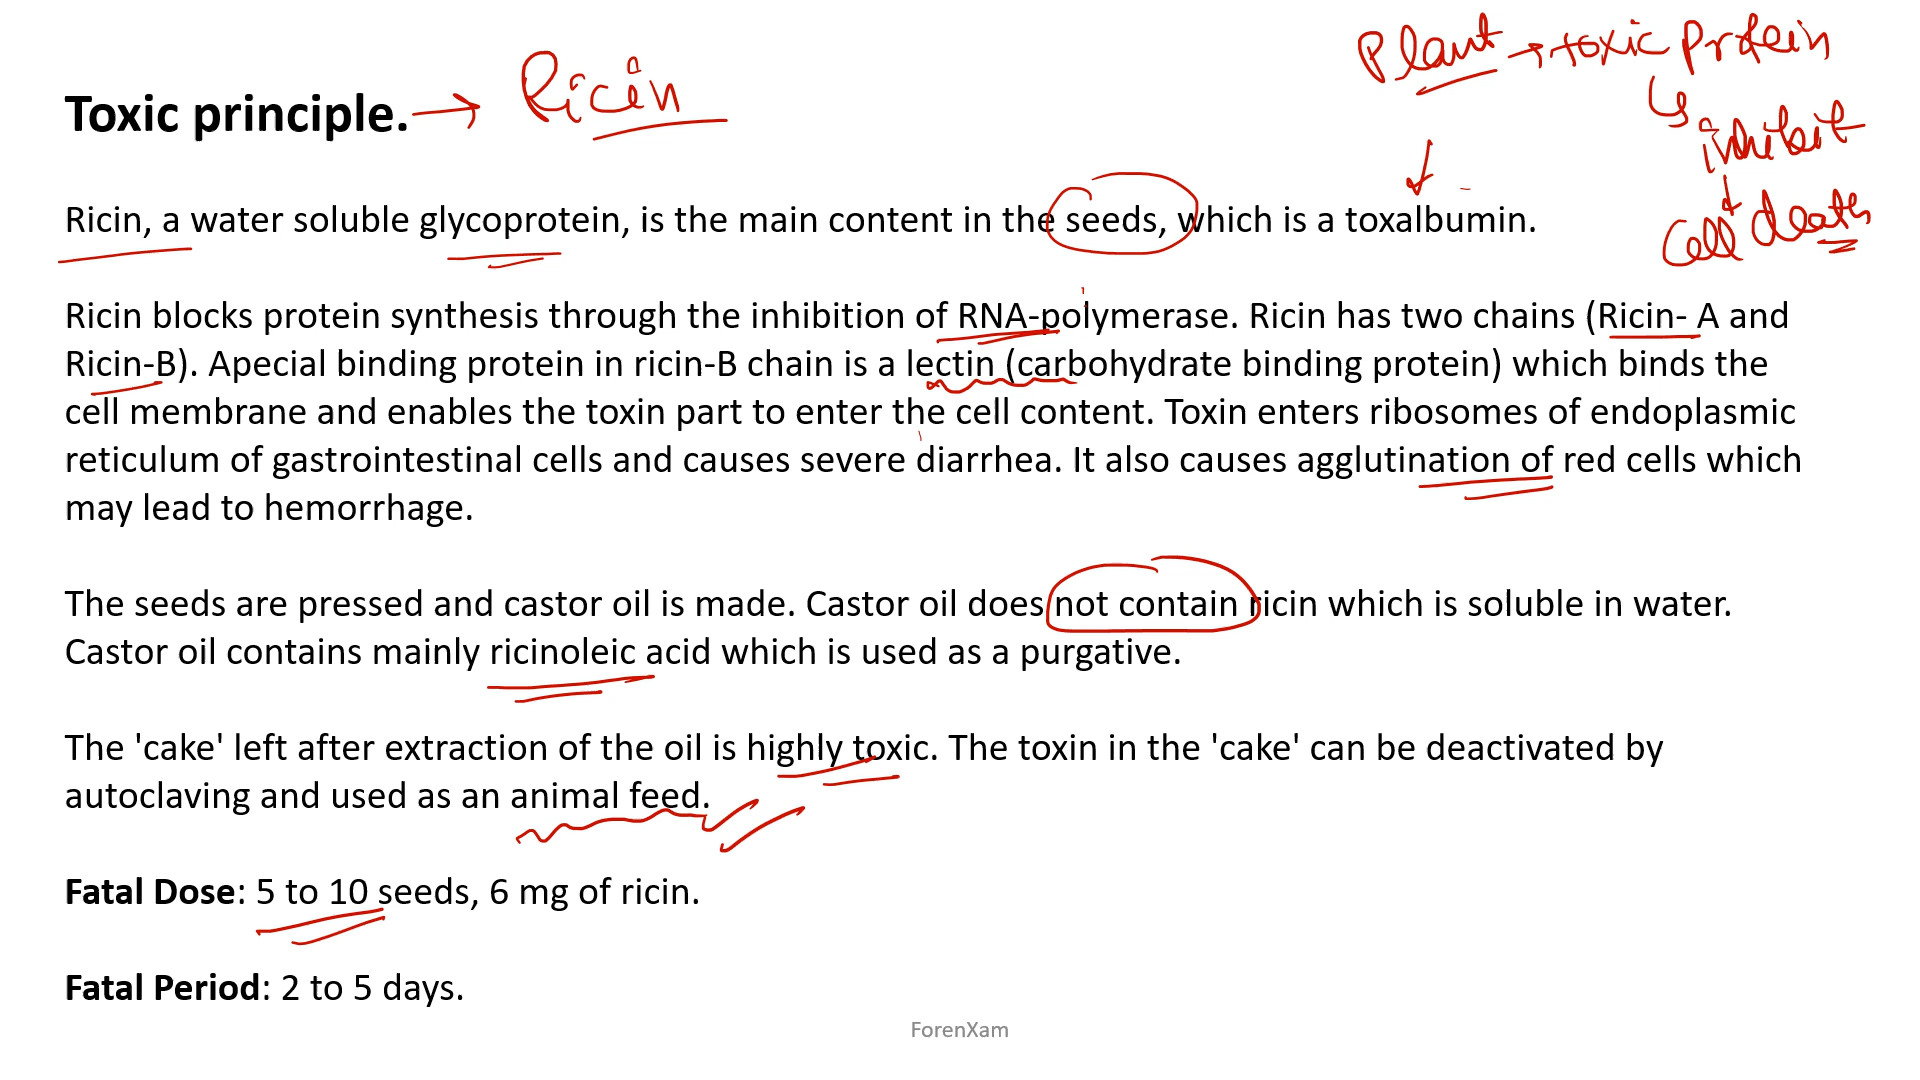 Toxic principle. → Ricin
Plant → toxic protein
inhibit
cell death
Ricin, a water soluble glycoprotein, is the main content in the seeds, which is a toxalbumin.
Ricin blocks protein synthesis through the inhibition of RNA-polymerase. Ricin has two chains (Ricin- A and
Ricin-B). Apecial binding protein in ricin-B chain is a lectin (carbohydrate binding protein) which binds the
cell membrane and enables the toxin part to enter the cell content. Toxin enters ribosomes of endoplasmic
reticulum of gastrointestinal cells and causes severe diarrhea. It also causes agglutination of red cells which
may lead to hemorrhage.
The seeds are pressed and castor oil is made. Castor oil does not contain ricin which is soluble in water.
Castor oil contains mainly ricinoleic acid which is used as a purgative.
The 'cake' left after extraction of the oil is highly toxic. The toxin in the 'cake' can be deactivated by
autoclaving and used as an animal feed.
Fatal Dose: 5 to 10 seeds, 6 mg of ricin.
Fatal Period: 2 to 5 days.
ForenXam